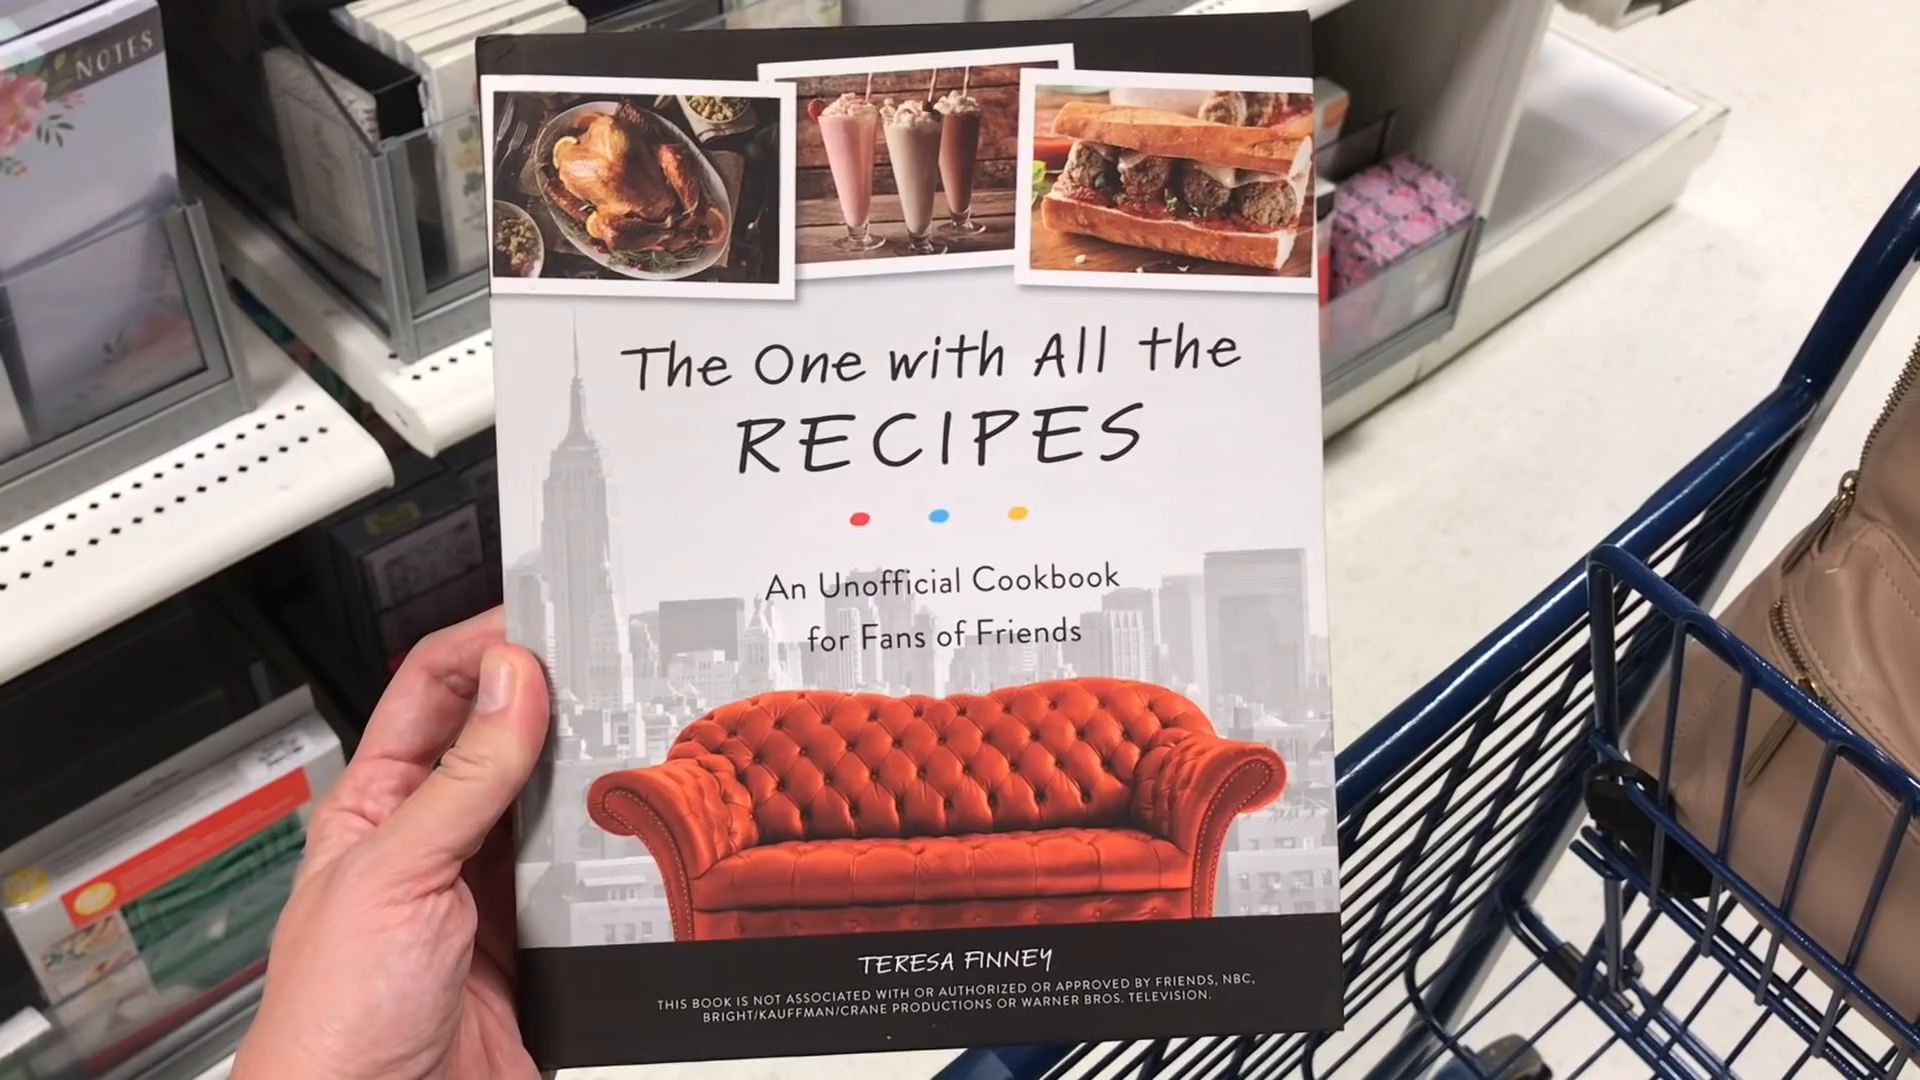 NOTES
The One with All the
RECIPES
An Unofficial Cookbook
for Fans of Friends
TERESA FINNEY
THIS BOOK IS NOT ASSOCIATED WITH OR AUTHORIZED OR APPROVED BY FRIENDS, NBC,
BRIGHT/KAUFFMAN/CRANE PRODUCTIONS OR WARNER BROS. TELEVISION.